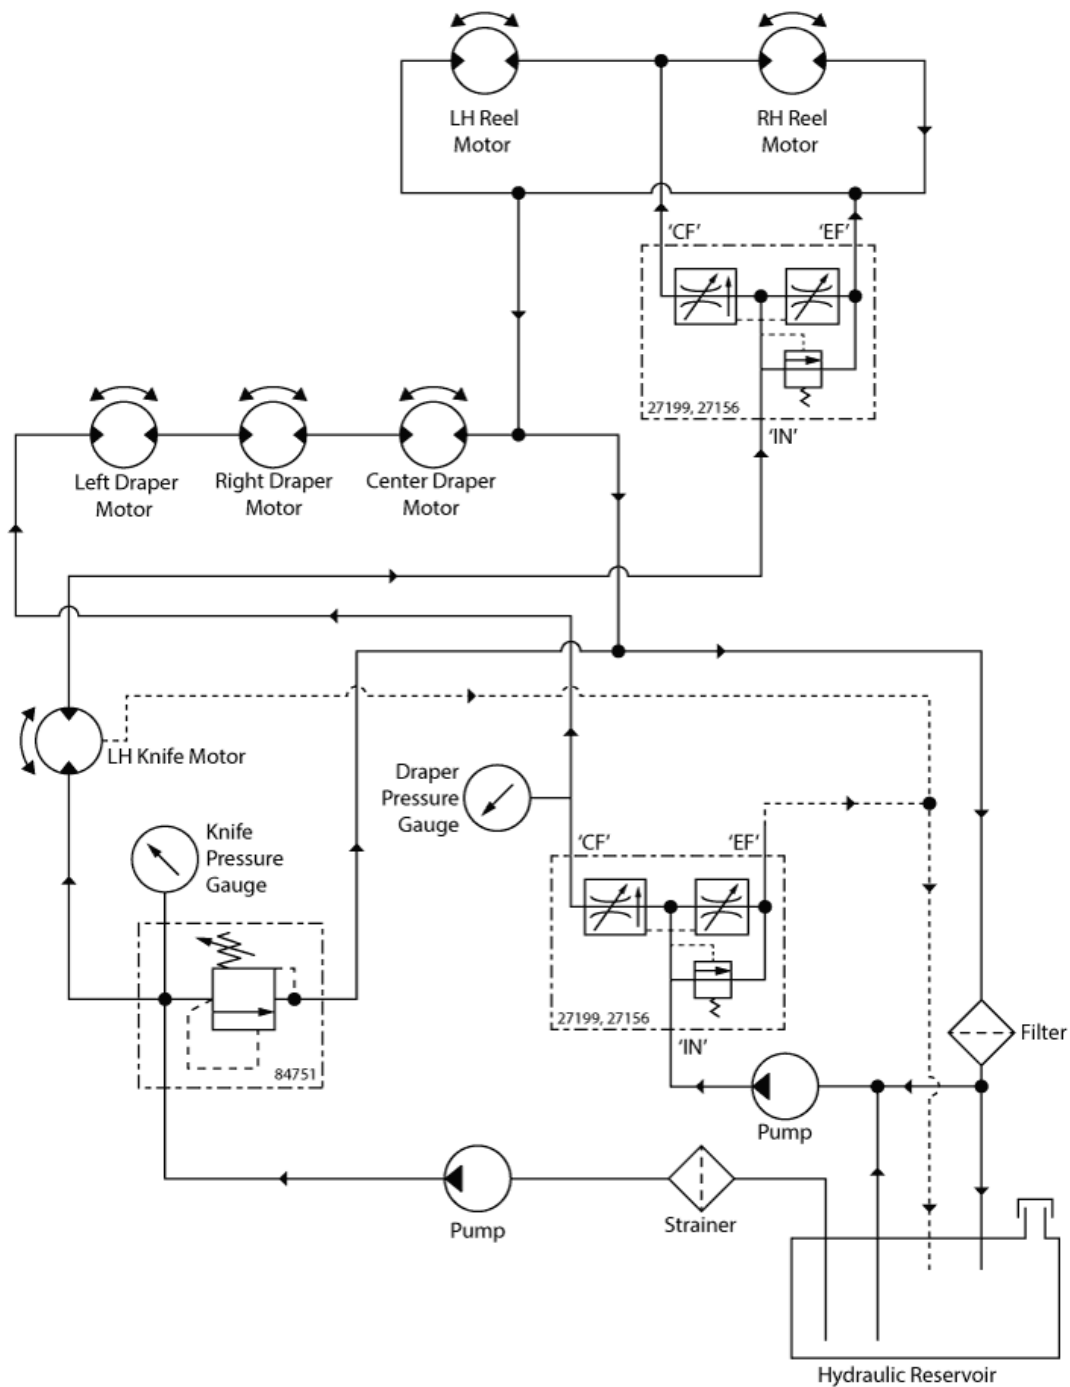 LH Reel
Motor
RH Reel
Motor
'CF'
'EF'
27199, 27156
'IN'
Left Draper
Motor
Right Draper
Motor
Center Draper
Motor
LH Knife Motor
Draper
Pressure
Gauge
Knife
Pressure
Gauge
'CF'
'EF'
27199, 27156
'IN'
84751
Filter
Pump
Pump
Strainer
Hydraulic Reservoir